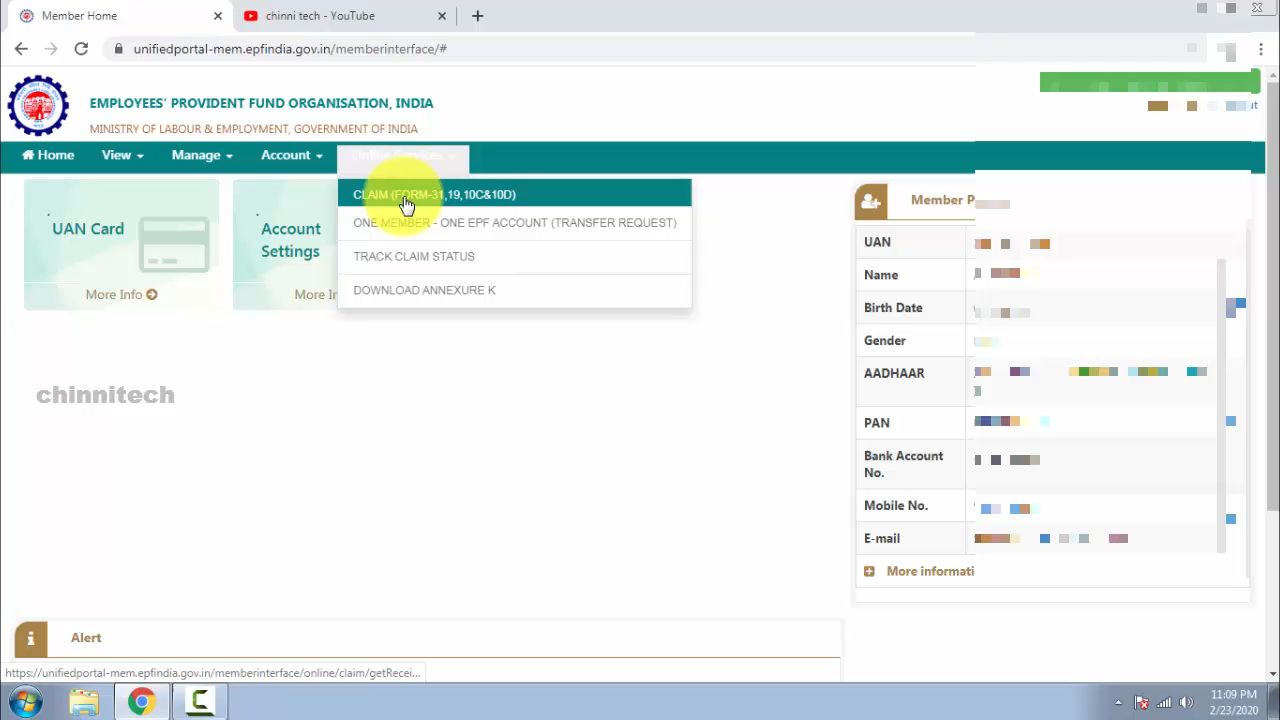 Member Home
chinni tech - YouTube
unifiedportal-mem.epfindia.gov.in/memberinterface/#
EMPLOYEES' PROVIDENT FUND ORGANISATION, INDIA
MINISTRY OF LABOUR & EMPLOYMENT, GOVERNMENT OF INDIA
Home View Manage Account Online Services
CLAIM (FORM-31,19,10C&10D)
ONE MEMBER - ONE EPF ACCOUNT (TRANSFER REQUEST)
TRACK CLAIM STATUS
DOWNLOAD ANNEXURE K
UAN Card
More Info
Account
Settings
More In
chinnitech
Member P
UAN
Name
Birth Date
Gender
AADHAAR
PAN
Bank Account
No.
Mobile No.
E-mail
More informati
Alert
https://unifiedportal-mem.epfindia.gov.in/memberinterface/online/claim/getRecei...
11:09 PM
2/23/2020